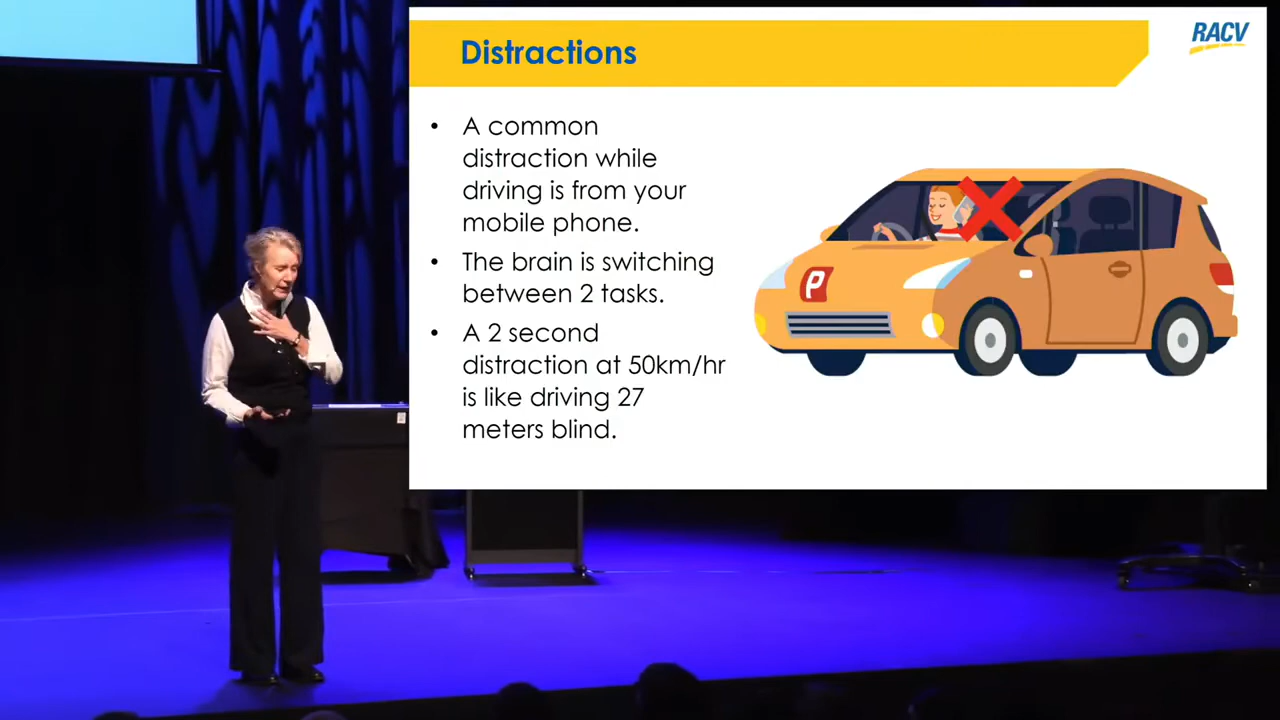 RACV
Distractions
• A common
distraction while
driving is from your
mobile phone.
• The brain is switching
between 2 tasks.
• A 2 second
distraction at 50km/hr
is like driving 27
meters blind.
P